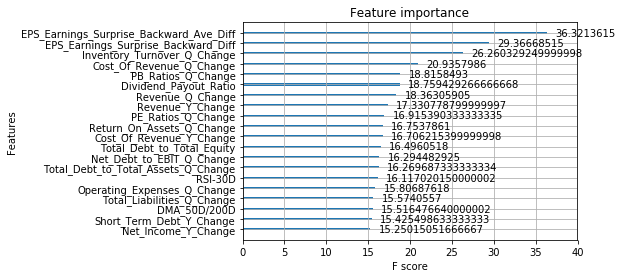 Feature importance
EPS_Earnings_Surprise_Backward_Ave_Diff 36.3213615
EPS_Earnings_Surprise_Backward_Diff 29.36668515
Inventory_Turnover_Q_Change 26.260329249999998
Cost_Of_Revenue_Q_Change 20.9357986
PB_Ratios_Q_Change 18.8158493
Dividend_Payout_Ratio 18.759429266666668
Revenue_Q_Change 18.36305905
Revenue_Y_Change 17.330778799999997
PE_Ratios_Q_Change 16.915390333333335
Return_On_Assets_Q_Change 16.7537861
Cost_Of_Revenue_Y_Change 16.706215399999998
Total_Debt_to_Total_Equity 16.4960518
Net_Debt_to_EBIT_Q_Change 16.294482925
Total_Debt_to_Total_Assets_Q_Change 16.269687333333334
RSI-30D 16.117020150000002
Operating_Expenses_Q_Change 15.80687618
Total_Liabilities_Q_Change 15.5740557
DMA_50D/200D 15.516476640000002
Short_Term_Debt_Y_Change 15.425498633333333
Net_Income_Y_Change 15.25015051666667
Features
0 5 10 15 20 25 30 35 40
F score